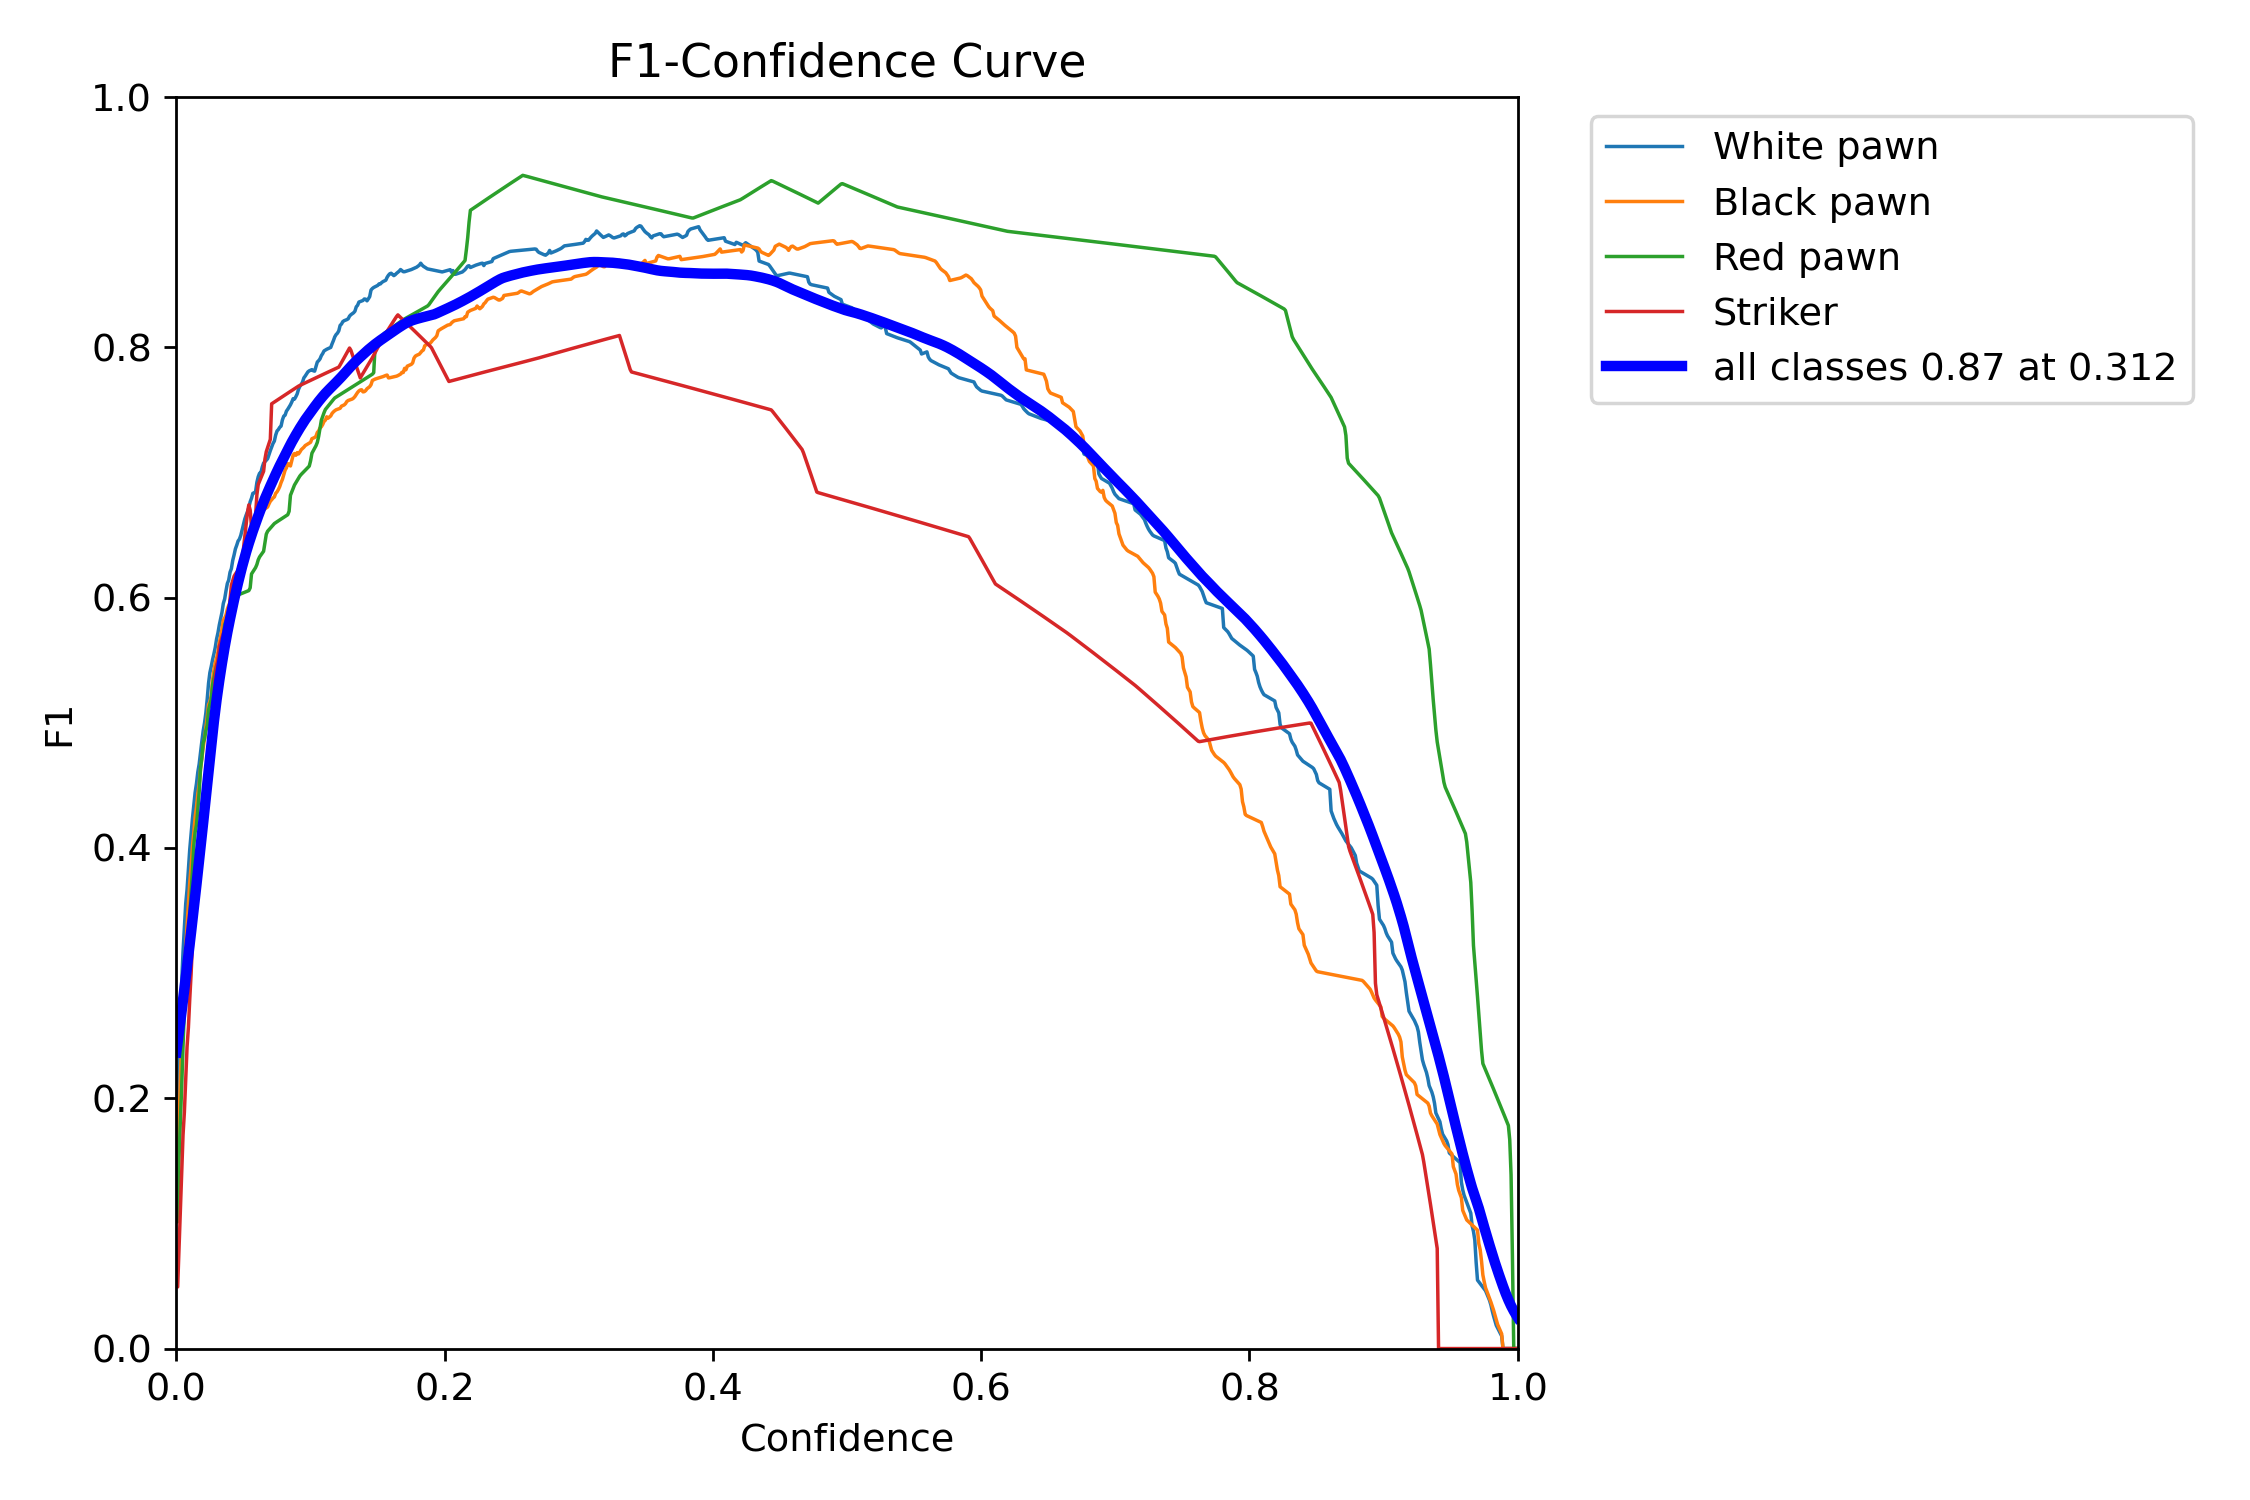 F1-Confidence Curve
1.0
0.8
0.6
0.4
0.2
0.0
F1
0.0 0.2 0.4 0.6 0.8 1.0
Confidence
White pawn
Black pawn
Red pawn
Striker
all classes 0.87 at 0.312